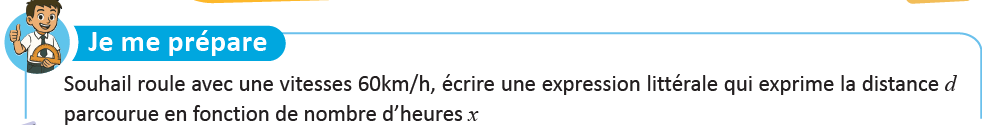 Je me prépare
Souhail roule avec une vitesses 60km/h, écrire une expression littérale qui exprime la distance d
parcourue en fonction de nombre d’heures x